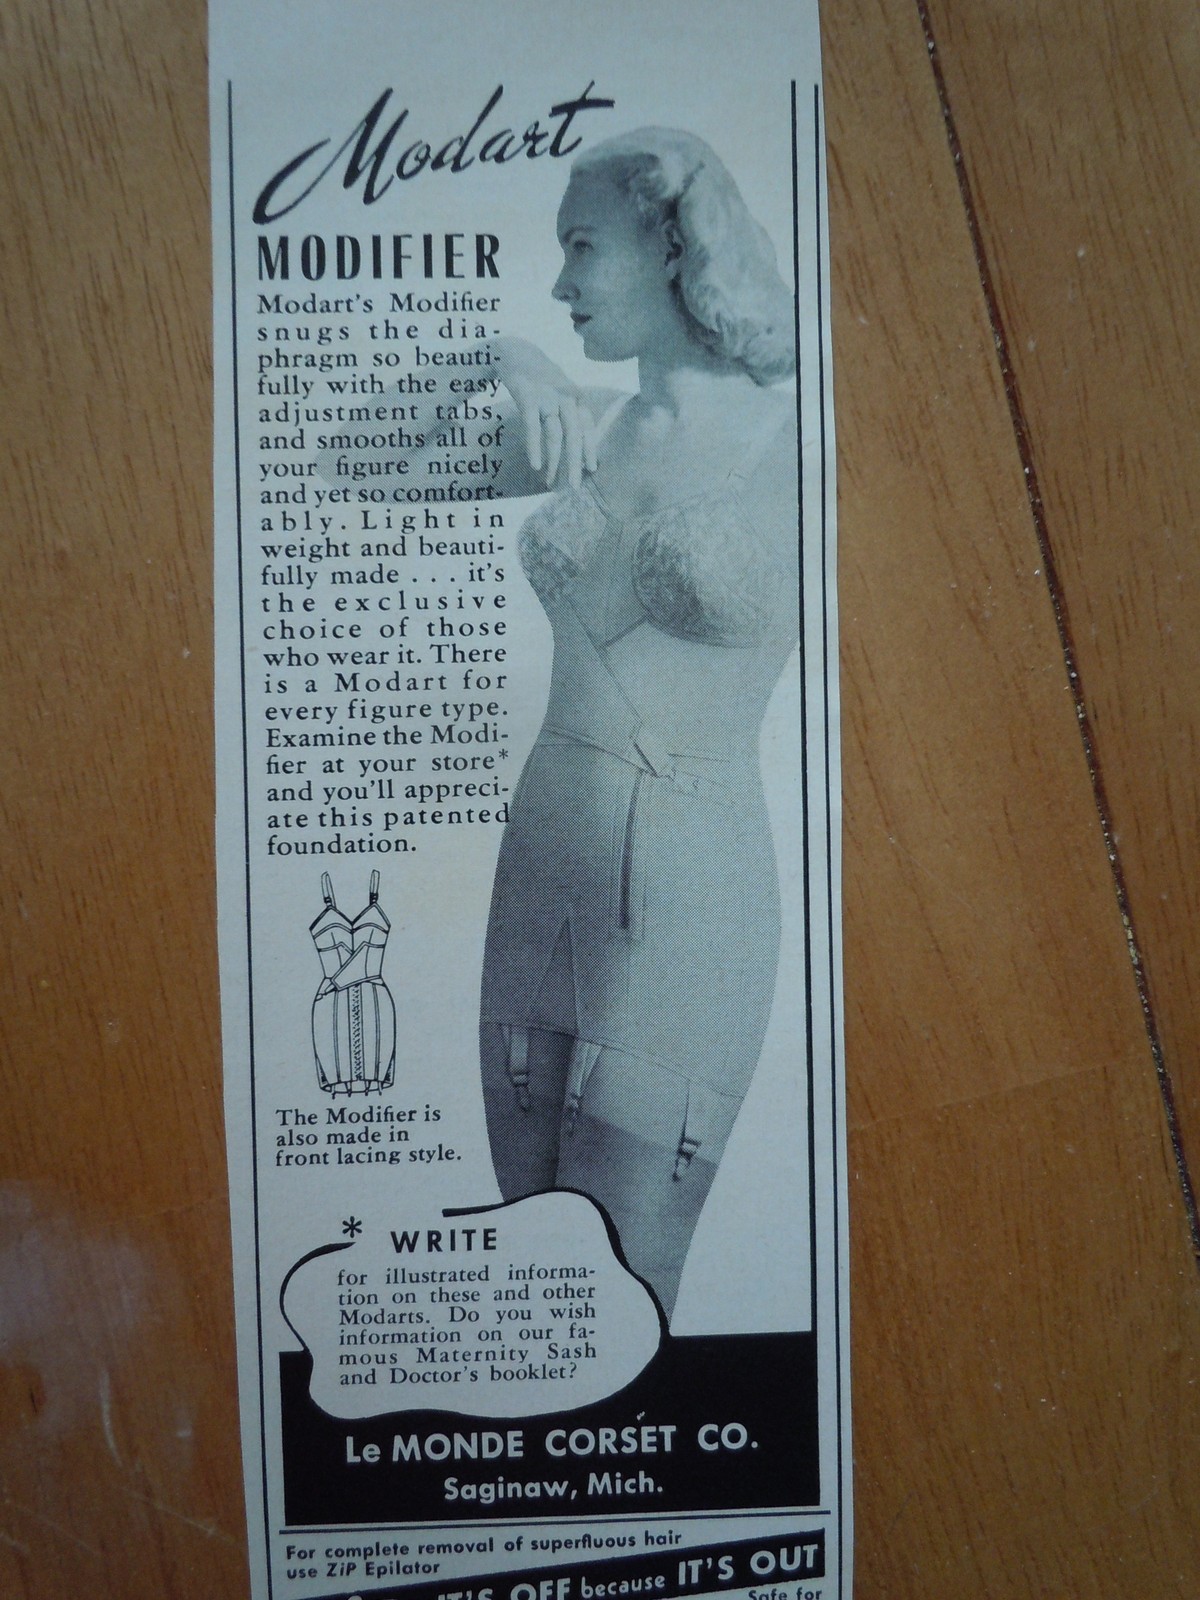 Modart
MODIFIER
Modart's Modifier
snugs the dia-
phragm so beauti-
fully with the easy
adjustment tabs,
and smooths all of
your figure nicely
and yet so comfort-
ably. Light in
weight and beauti-
fully made . . . it's
the exclusive
choice of those
who wear it. There
is a Modart for
every figure type.
Examine the Modi-
fier at your store*
and you'll appreci-
ate this patented
foundation.
The Modifier is
also made in
front lacing style.
* WRITE
for illustrated informa-
tion on these and other
Modarts. Do you wish
information on our fa-
mous Maternity Sash
and Doctor's booklet?
Le MONDE CORSET CO.
Saginaw, Mich.
For complete removal of superfluous hair
use ZiP Epilator
IT'S OFF because IT'S OUT
Safe for